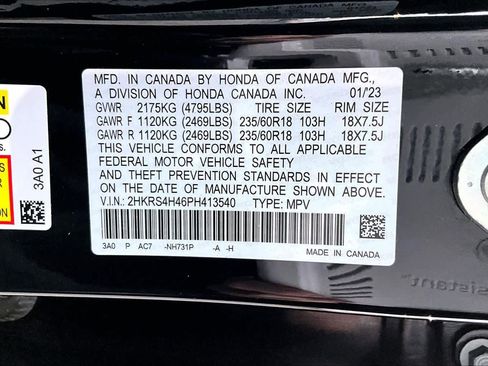 MFD. IN CANADA BY HONDA OF CANADA MFG.,
A DIVISION OF HONDA CANADA INC. 01/'23
GVWR 2175KG (4795LBS) TIRE SIZE RIM SIZE
GAWR F 1120KG (2469LBS) 235/60R18 103H 18X7.5J
GAWR R 1120KG (2469LBS) 235/60R18 103H 18X7.5J
THIS VEHICLE CONFORMS TO ALL APPLICABLE
FEDERAL MOTOR VEHICLE SAFETY
AND THEFT PREVENTION STANDARDS IN EFFECT
ON THE DATE OF MANUFACTURE SHOWN ABOVE.
V.I.N.: 2HKRS4H46PH413540 TYPE: MPV
3A0 P AC7 -NH731P -A -H
MADE IN CANADA
3A0 A1
N
s.
S
R